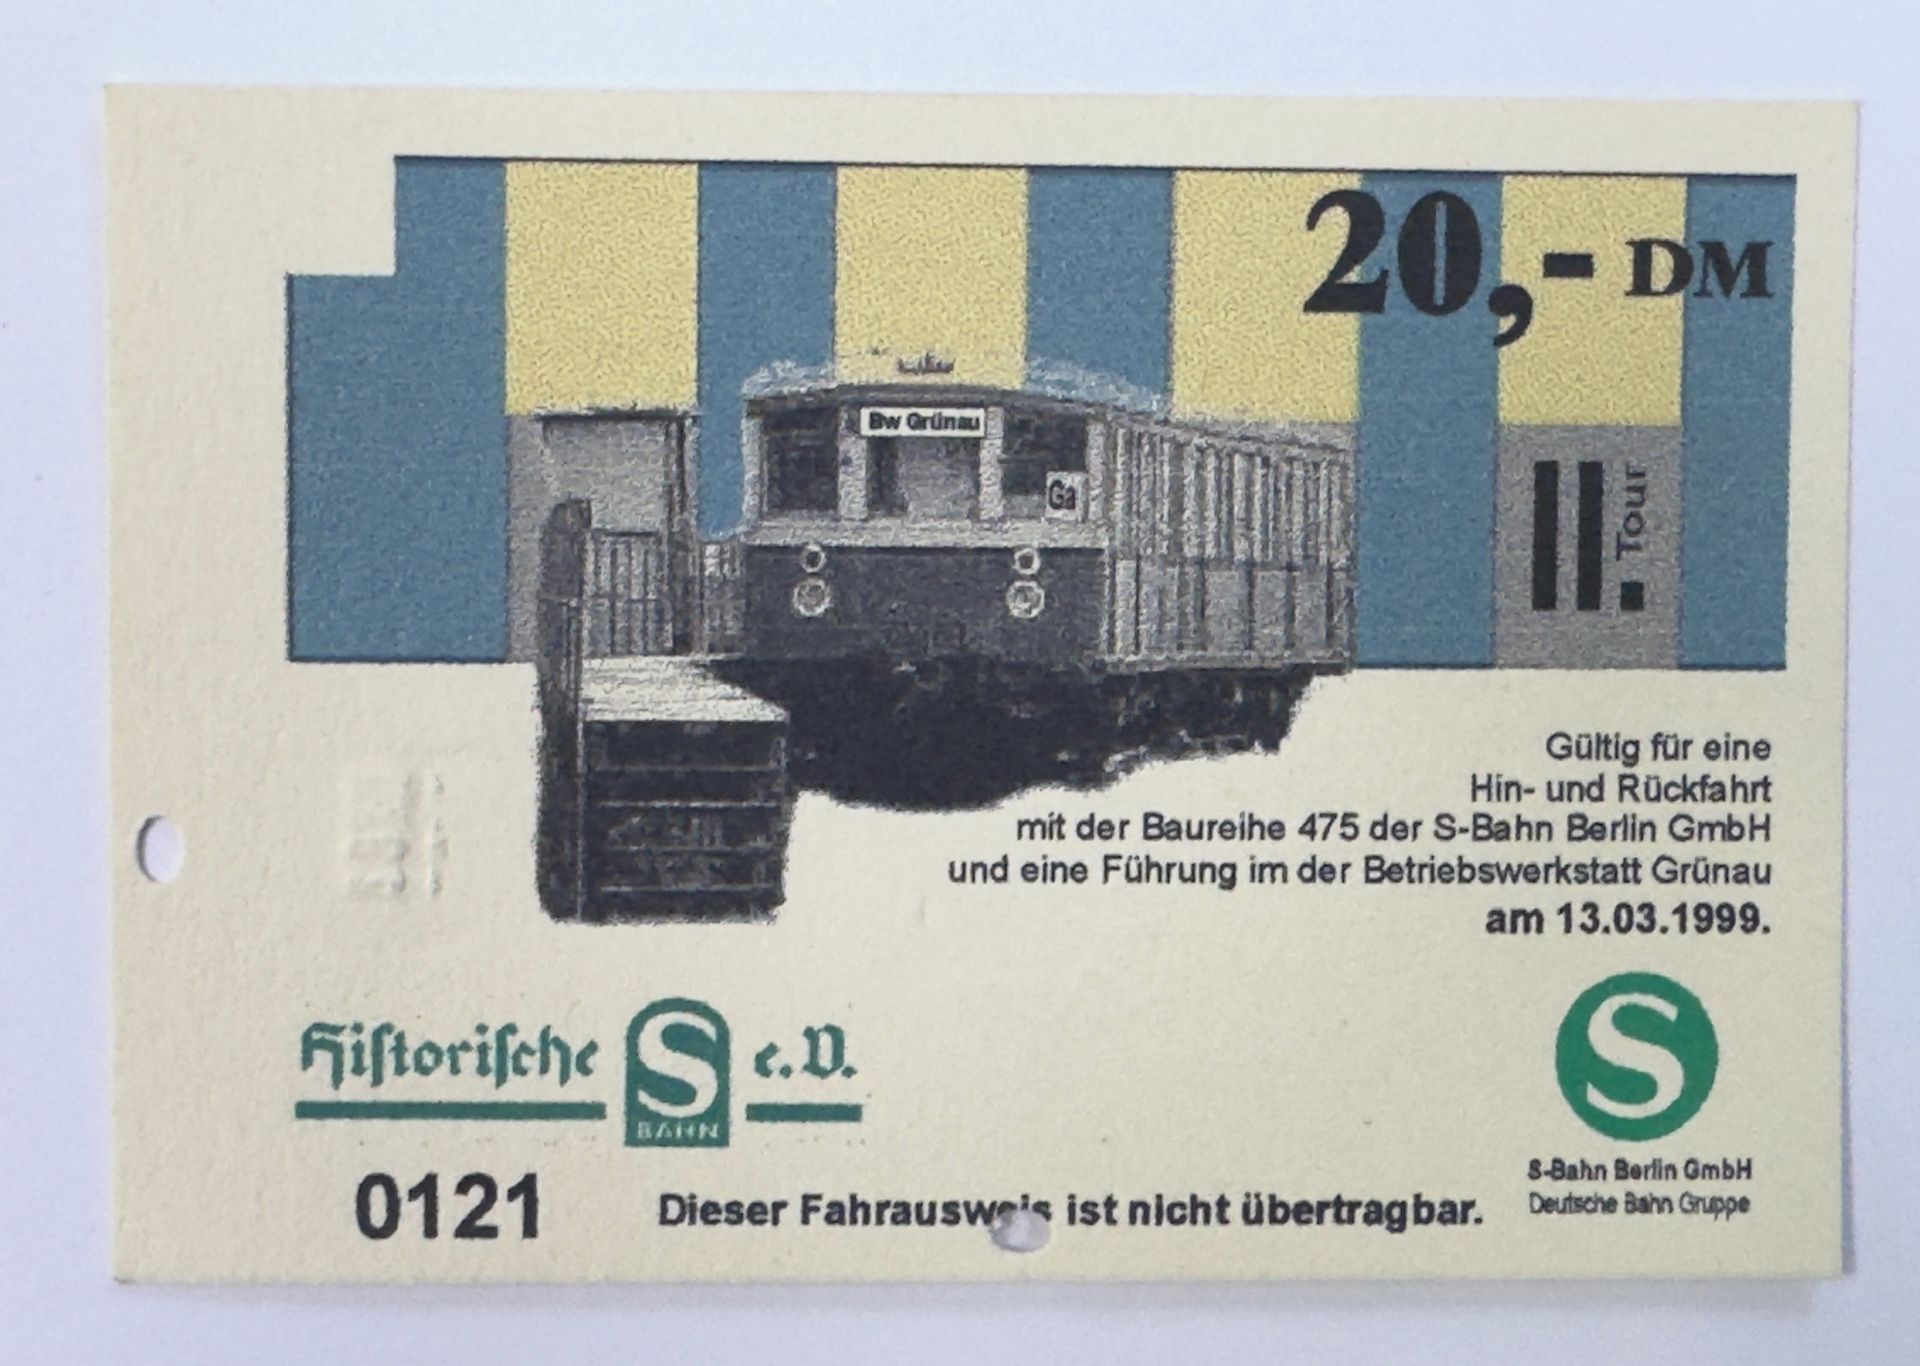 20,- DM
Bw Grünau
Ga
II. Tour
Gültig für eine
Hin- und Rückfahrt
mit der Baureihe 475 der S-Bahn Berlin GmbH
und eine Führung im der Betriebswerkstatt Grünau
am 13.03.1999.
Hiſtoriſche S BAHN e.V.
S
S-Bahn Berlin GmbH
Deutsche Bahn Gruppe
0121
Dieser Fahrausweis ist nicht übertragbar.